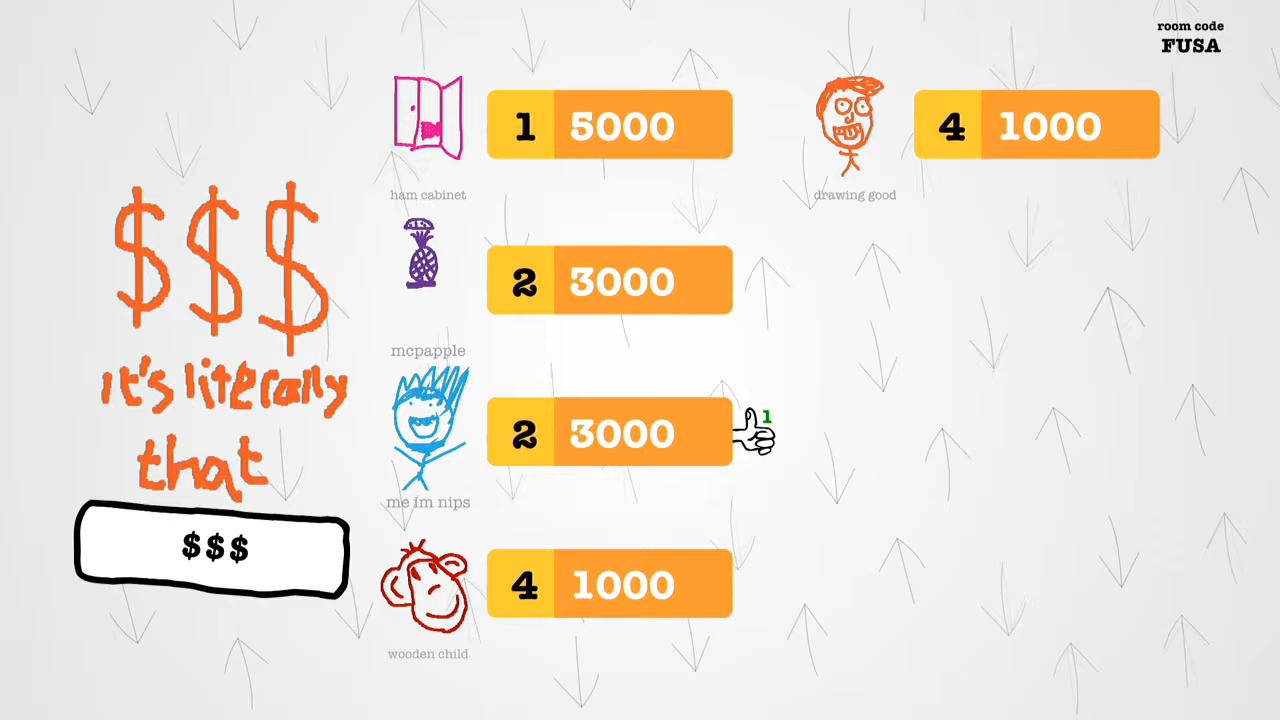 room code
FUSA
$$$
it's literally
that
$$$
1 5000
ham cabinet
2 3000
mcpapple
2 3000
1
me im nips
4 1000
wooden child
4 1000
drawing good